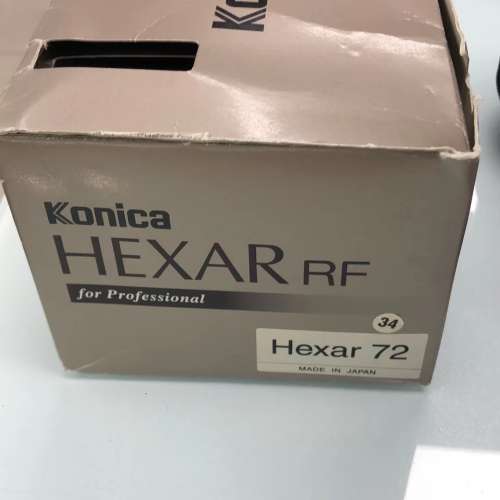 Konica
HEXAR RF
for Professional
34
Hexar 72
MADE IN JAPAN